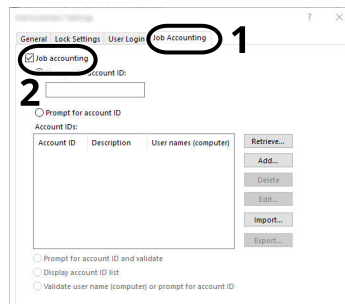 ?
General Lock Settings User Login Job Accounting
1
Job accounting
account ID:
2
Prompt for account ID
Account IDs:
Account ID Description User names (computer) Retrieve...
Add...
Delete
Edit...
Import...
Export...
Prompt for account ID and validate
Display account ID list
Validate user name (computer) or prompt for account ID